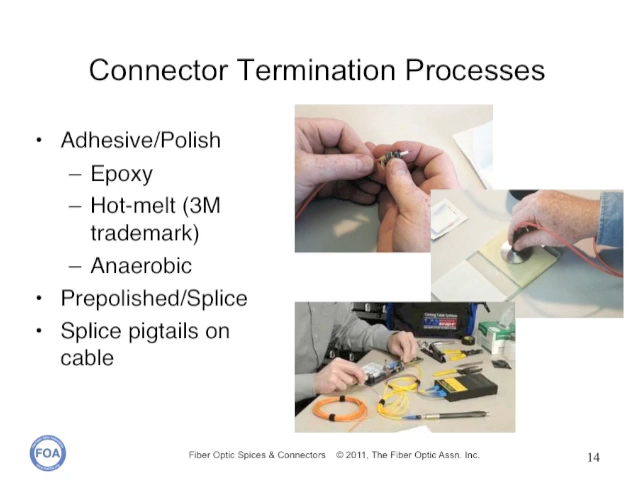 Connector Termination Processes
• Adhesive/Polish
– Epoxy
– Hot-melt (3M
trademark)
– Anaerobic
• Prepolished/Splice
• Splice pigtails on
cable
FOA
Fiber Optic Spices & Connectors © 2011, The Fiber Optic Assn. Inc.
14